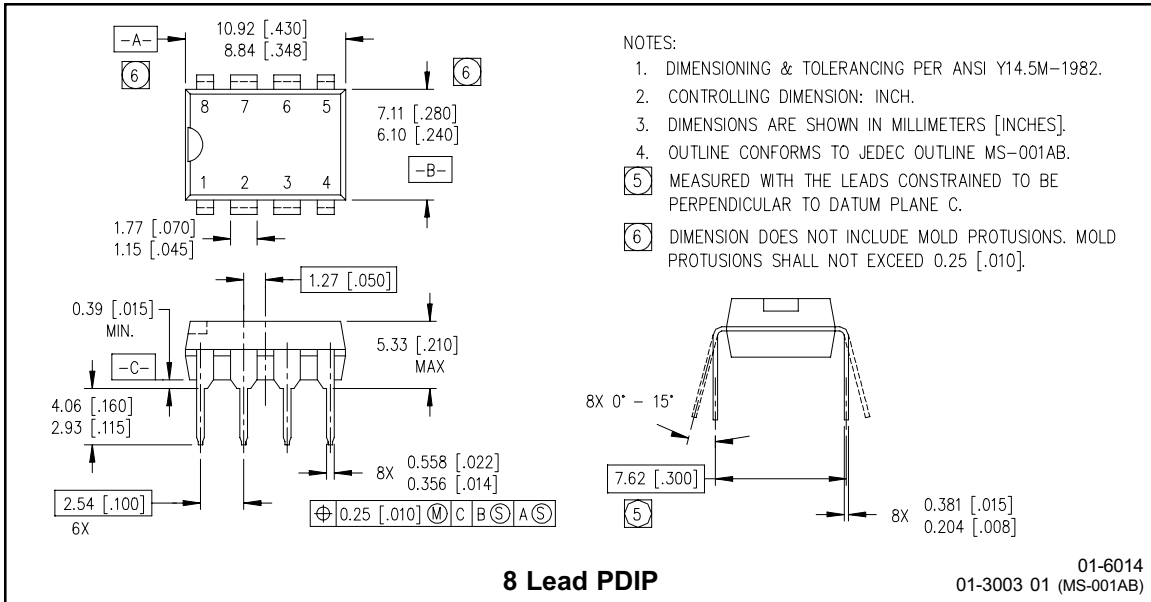 10.92 [.430]
8.84 [.348]
-A-
6
6
8 7 6 5
1 2 3 4
7.11 [.280]
6.10 [.240]
-B-
1.77 [.070]
1.15 [.045]
1.27 [.050]
0.39 [.015]
MIN.
-C-
5.33 [.210]
MAX
4.06 [.160]
2.93 [.115]
2.54 [.100]
6X
8X 0.558 [.022]
0.356 [.014]
⌖ 0.25 [.010] Ⓜ C B Ⓢ A Ⓢ
NOTES:
1. DIMENSIONING & TOLERANCING PER ANSI Y14.5M-1982.
2. CONTROLLING DIMENSION: INCH.
3. DIMENSIONS ARE SHOWN IN MILLIMETERS [INCHES].
4. OUTLINE CONFORMS TO JEDEC OUTLINE MS-001AB.
5 MEASURED WITH THE LEADS CONSTRAINED TO BE
PERPENDICULAR TO DATUM PLANE C.
6 DIMENSION DOES NOT INCLUDE MOLD PROTUSIONS. MOLD
PROTUSIONS SHALL NOT EXCEED 0.25 [.010].
8X 0° - 15°
7.62 [.300]
5
8X 0.381 [.015]
0.204 [.008]
8 Lead PDIP
01-6014
01-3003 01 (MS-001AB)